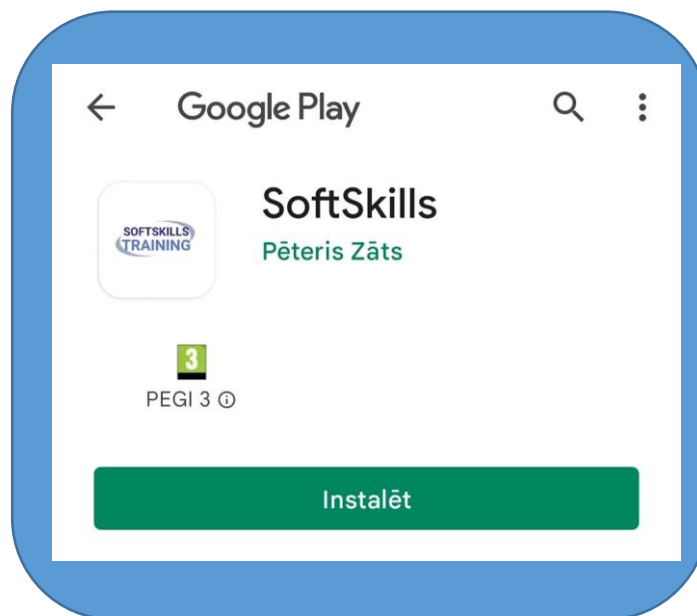 Google Play
SOFTSKILLS
TRAINING
SoftSkills
Pēteris Zāts
3
PEGI 3
Instalēt